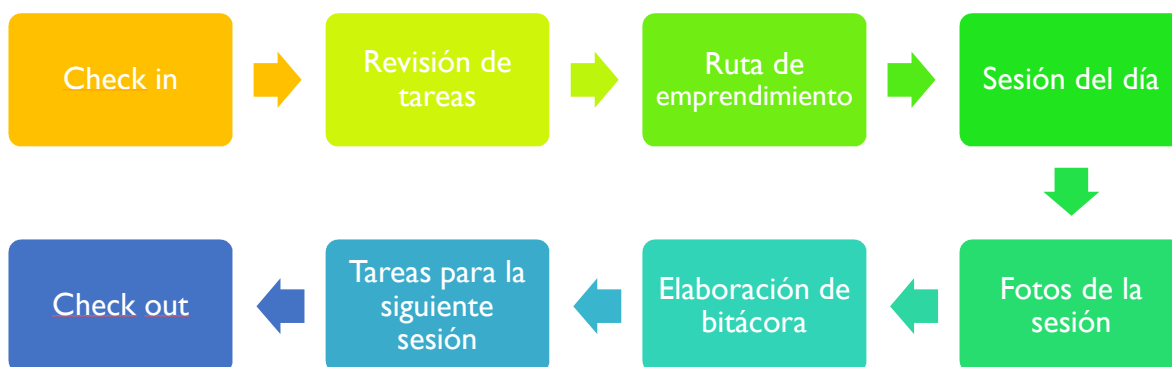 Check in
Revisión de
tareas
Ruta de
emprendimiento
Sesión del día
Fotos de la
sesión
Elaboración de
bitácora
Tareas para la
siguiente
sesión
Check out